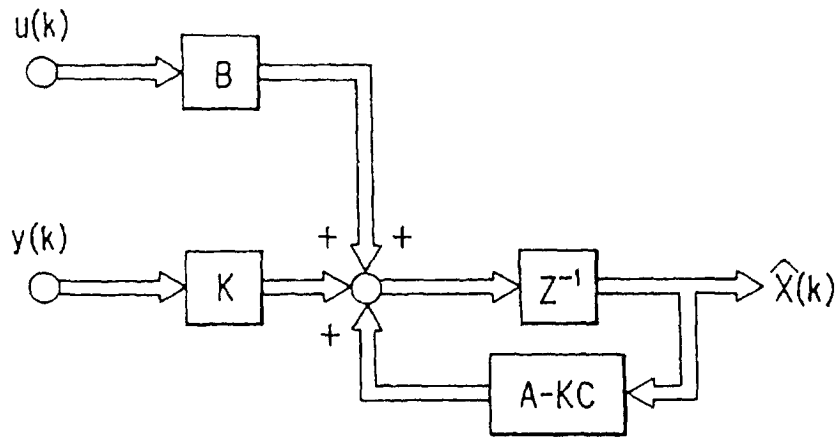 u(k)
B
y(k)
+ +
K
Z⁻¹
X̂(k)
+
A-KC